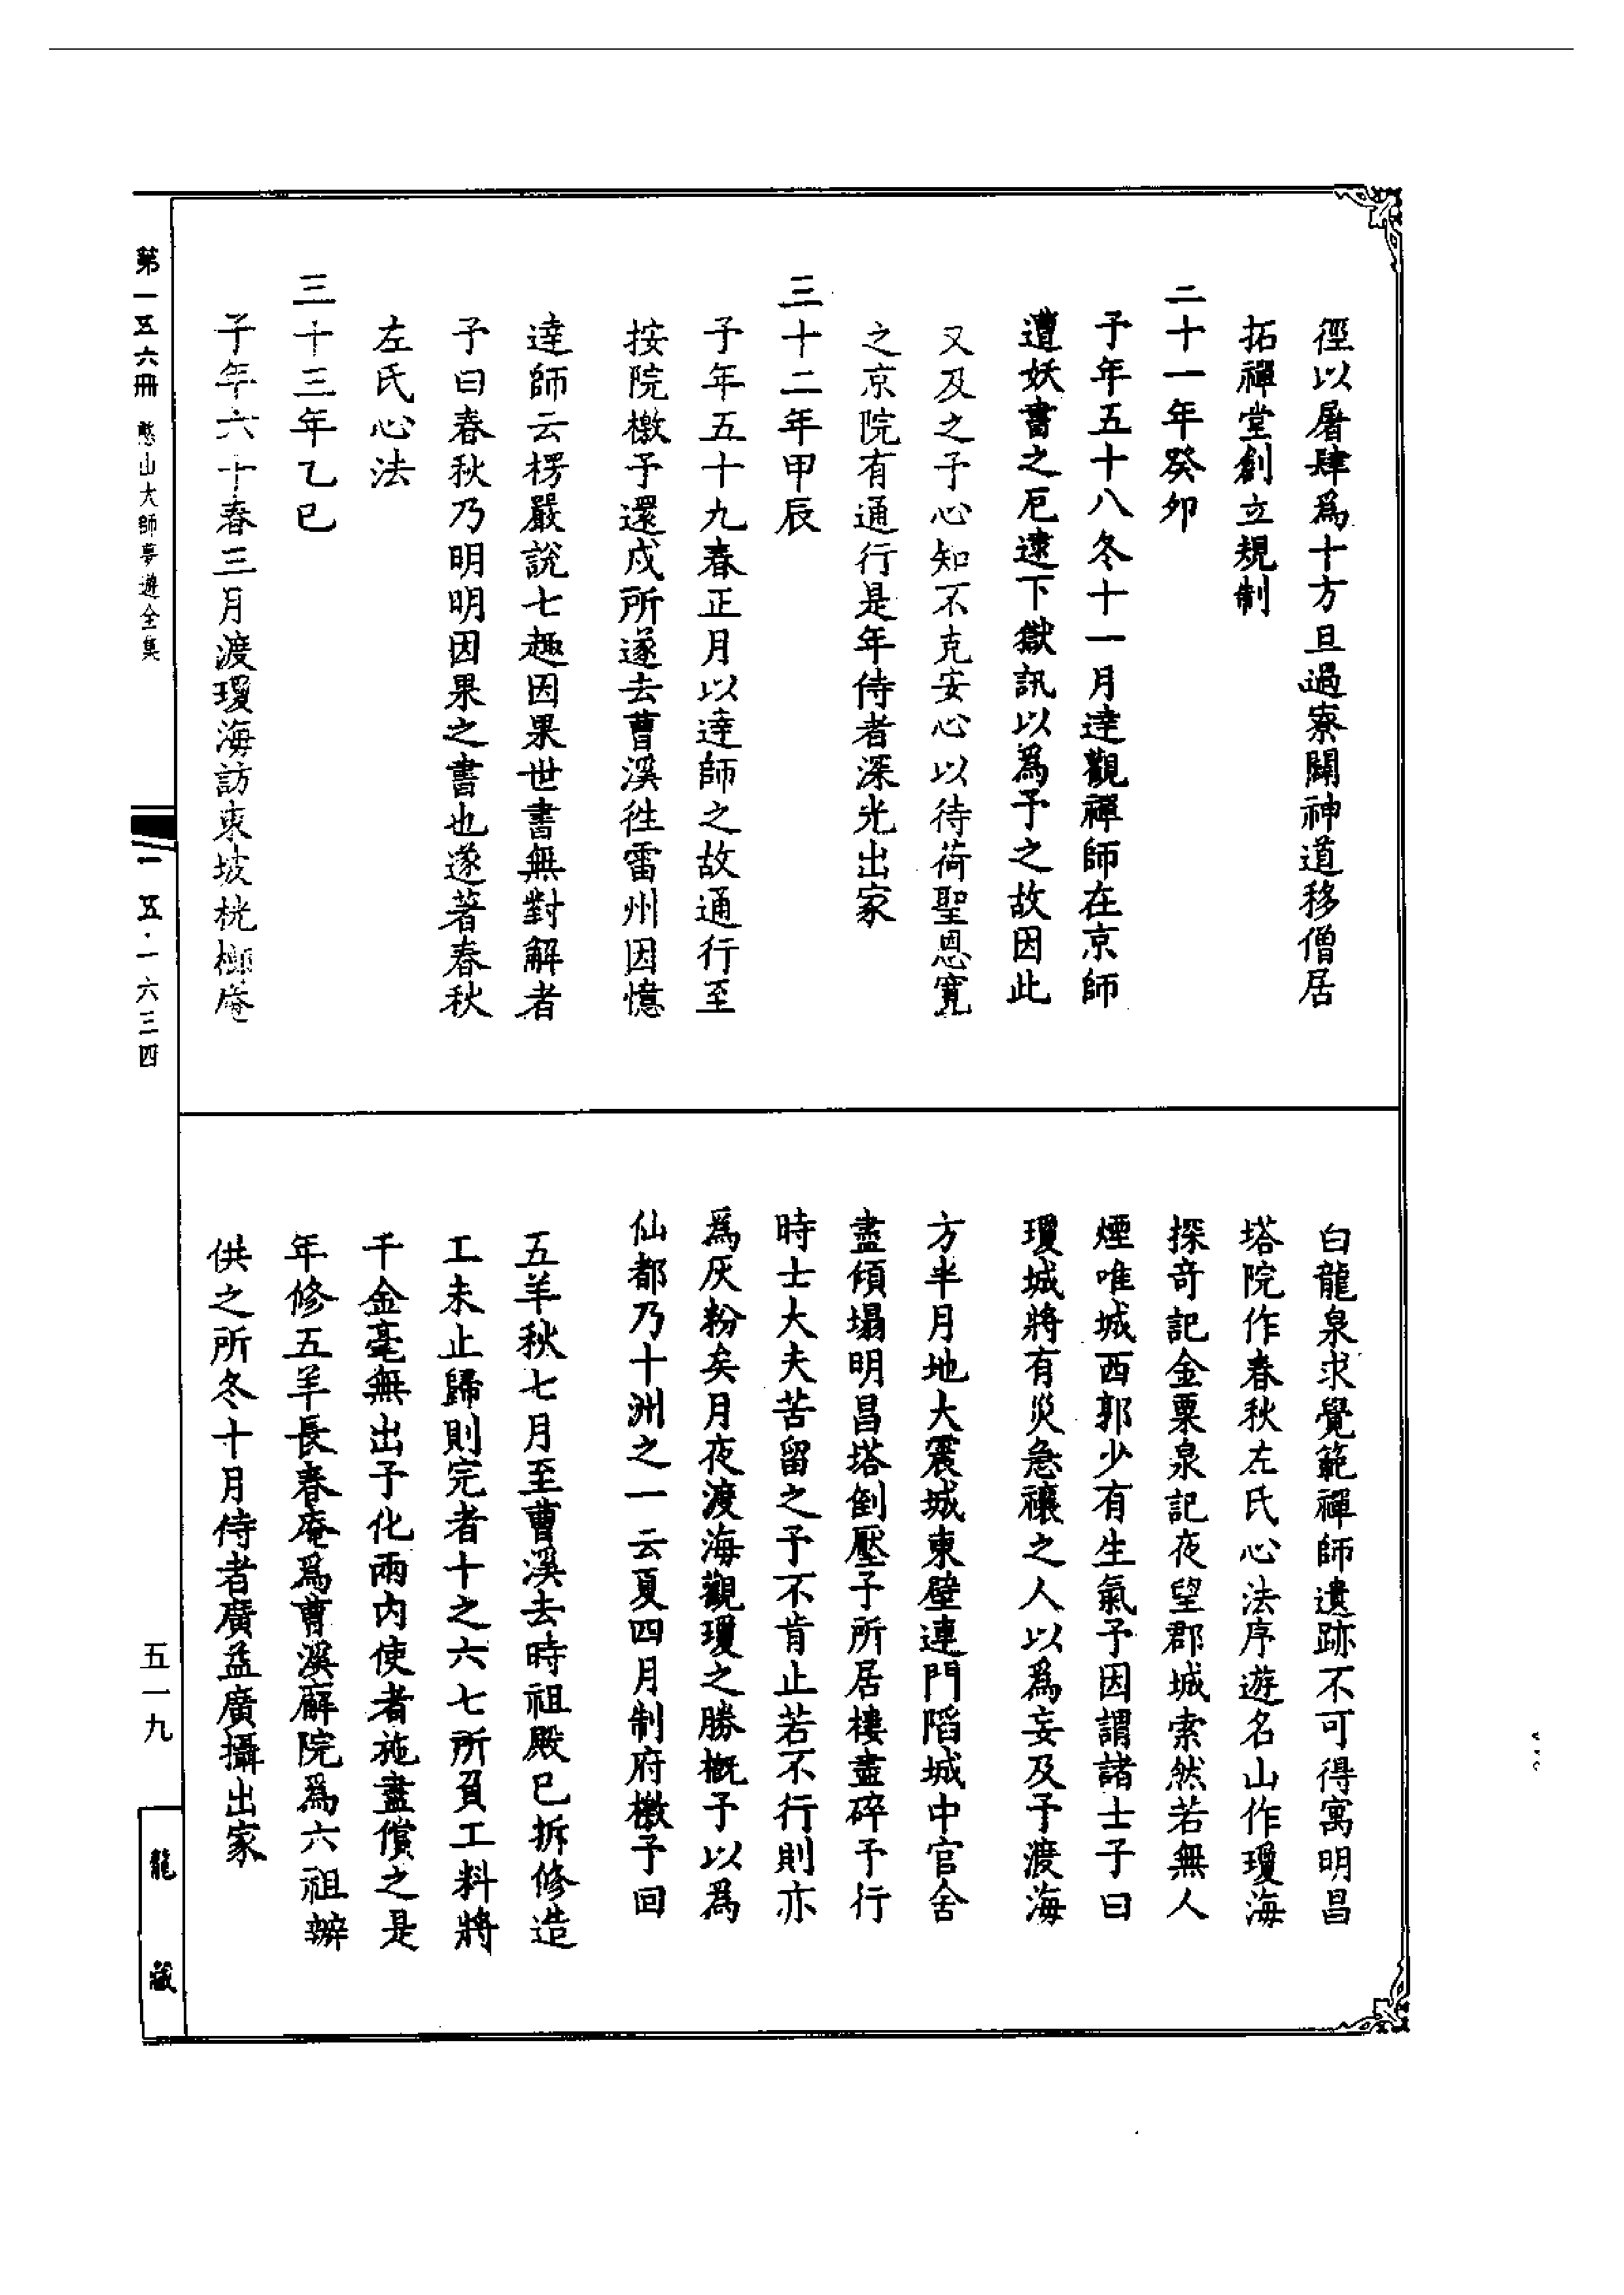 徑以屠肆爲十方旦過寮闢神道移僧居
拓禪堂創立規制
二十一年癸卯
予年五十八冬十一月達觀禪師在京師
遭妖書之厄逮下獄訊以爲予之故因此
又及之予心知不克安心以待荷聖恩寬
之京院有通行是年侍者深光出家
三十二年甲辰
予年五十九春正月以達師之故通行至
按院檄予還戍所遂去曹溪徃雷州因憶
達師云楞嚴說七趣因果世書無對解者
予曰春秋乃明明因果之書也遂著春秋
左氏心法
三十三年乙巳
予年六十春三月渡瓊海訪東坡桄榔庵
白龍泉求覺範禪師遺跡不可得寓明昌
塔院作春秋左氏心法序遊名山作瓊海
探奇記金粟泉記夜望郡城索然若無人
煙唯城西郭少有生氣予因謂諸士子曰
瓊城將有災急禳之人以爲妄及予渡海
方半月地大震城東壁連門陷城中官舍
盡傾塌明昌塔倒壓予所居樓盡碎予行
時士大夫苦留之予不肯止若不行則亦
爲灰粉矣月夜渡海觀瓊之勝概予以爲
仙都乃十洲之一云夏四月制府檄予回
五羊秋七月至曹溪去時祖殿已拆修造
工未止歸則完者十之六七所負工料將
千金毫無出予化兩內使者施盡償之是
年修五羊長春庵爲曹溪廨院爲六祖辦
供之所冬十月侍者廣益廣攝出家
第一五六冊 憨山大師夢遊全集
一五·一六三四
五一九
龍藏